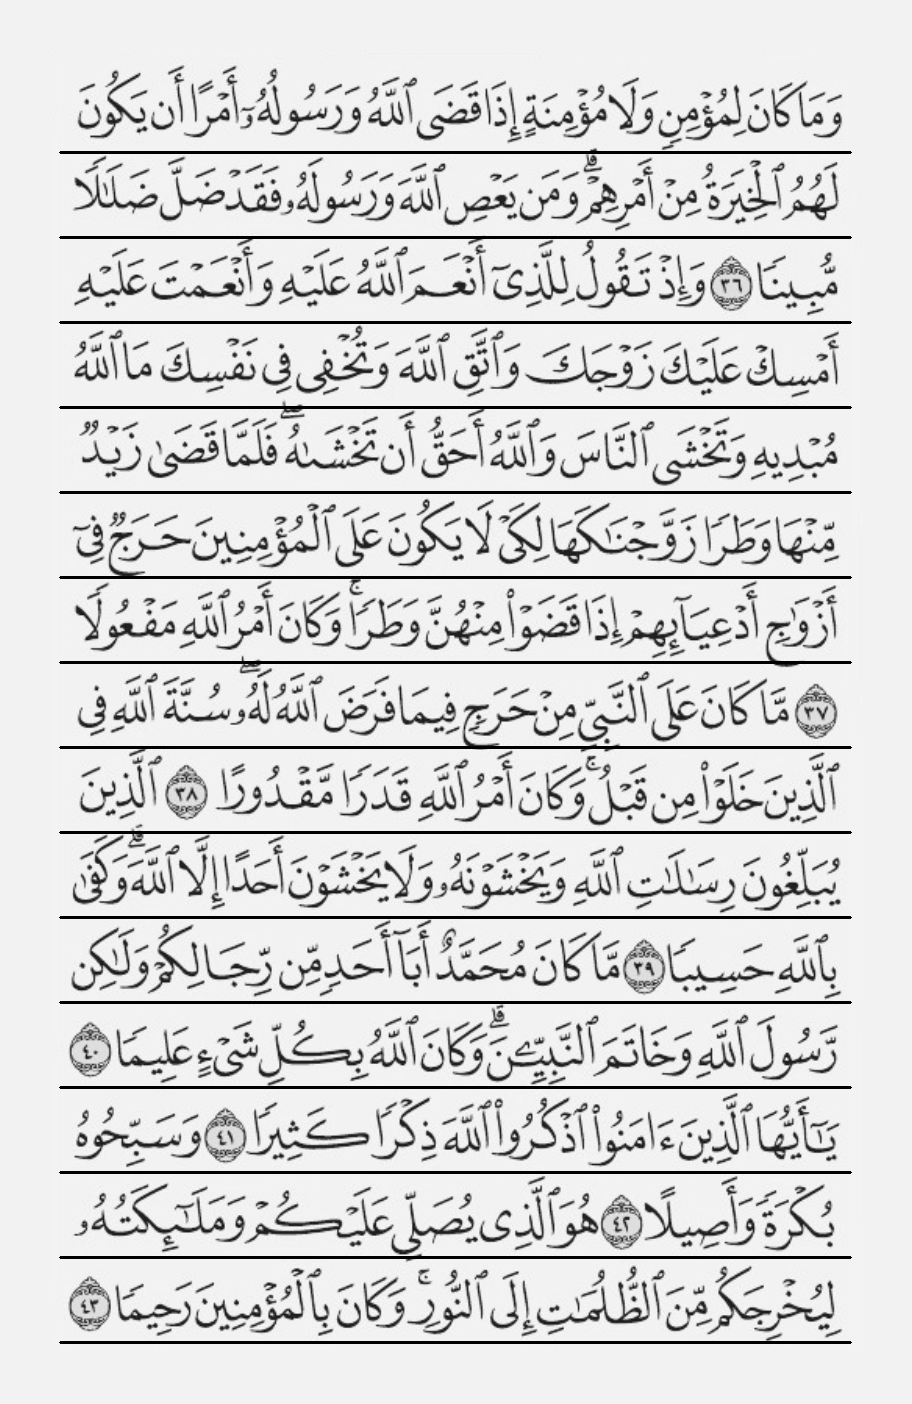 وَمَا كَانَ لِمُؤْمِنٍ وَلَا مُؤْمِنَةٍ إِذَا قَضَى ٱللَّهُ وَرَسُولُهُۥٓ أَمْرًا أَن يَكُونَ
لَهُمُ ٱلْخِيَرَةُ مِنْ أَمْرِهِمْ ۗ وَمَن يَعْصِ ٱللَّهَ وَرَسُولَهُۥ فَقَدْ ضَلَّ ضَلَـٰلًا
مُّبِينًا ٣٦ وَإِذْ تَقُولُ لِلَّذِىٓ أَنْعَمَ ٱللَّهُ عَلَيْهِ وَأَنْعَمْتَ عَلَيْهِ
أَمْسِكْ عَلَيْكَ زَوْجَكَ وَٱتَّقِ ٱللَّهَ وَتُخْفِى فِى نَفْسِكَ مَا ٱللَّهُ
مُبْدِيهِ وَتَخْشَى ٱلنَّاسَ وَٱللَّهُ أَحَقُّ أَن تَخْشَىٰهُ ۖ فَلَمَّا قَضَىٰ زَيْدٌ
مِّنْهَا وَطَرًا زَوَّجْنَـٰكَهَا لِكَىْ لَا يَكُونَ عَلَى ٱلْمُؤْمِنِينَ حَرَجٌ فِىٓ
أَزْوَٰجِ أَدْعِيَآئِهِمْ إِذَا قَضَوْا۟ مِنْهُنَّ وَطَرًا ۚ وَكَانَ أَمْرُ ٱللَّهِ مَفْعُولًا
٣٧ مَّا كَانَ عَلَى ٱلنَّبِىِّ مِنْ حَرَجٍ فِيمَا فَرَضَ ٱللَّهُ لَهُۥ ۖ سُنَّةَ ٱللَّهِ فِى
ٱلَّذِينَ خَلَوْا۟ مِن قَبْلُ ۚ وَكَانَ أَمْرُ ٱللَّهِ قَدَرًا مَّقْدُورًا ٣٨ ٱلَّذِينَ
يُبَلِّغُونَ رِسَـٰلَـٰتِ ٱللَّهِ وَيَخْشَوْنَهُۥ وَلَا يَخْشَوْنَ أَحَدًا إِلَّا ٱللَّهَ ۗ وَكَفَىٰ
بِٱللَّهِ حَسِيبًا ٣٩ مَّا كَانَ مُحَمَّدٌ أَبَآ أَحَدٍ مِّن رِّجَالِكُمْ وَلَـٰكِن
رَّسُولَ ٱللَّهِ وَخَاتَمَ ٱلنَّبِيِّـۧنَ ۗ وَكَانَ ٱللَّهُ بِكُلِّ شَىْءٍ عَلِيمًا ٤٠
يَـٰٓأَيُّهَا ٱلَّذِينَ ءَامَنُوا۟ ٱذْكُرُوا۟ ٱللَّهَ ذِكْرًا كَثِيرًا ٤١ وَسَبِّحُوهُ
بُكْرَةً وَأَصِيلًا ٤٢ هُوَ ٱلَّذِى يُصَلِّى عَلَيْكُمْ وَمَلَـٰٓئِكَتُهُۥ
لِيُخْرِجَكُم مِّنَ ٱلظُّلُمَـٰتِ إِلَى ٱلنُّورِ ۚ وَكَانَ بِٱلْمُؤْمِنِينَ رَحِيمًا ٤٣